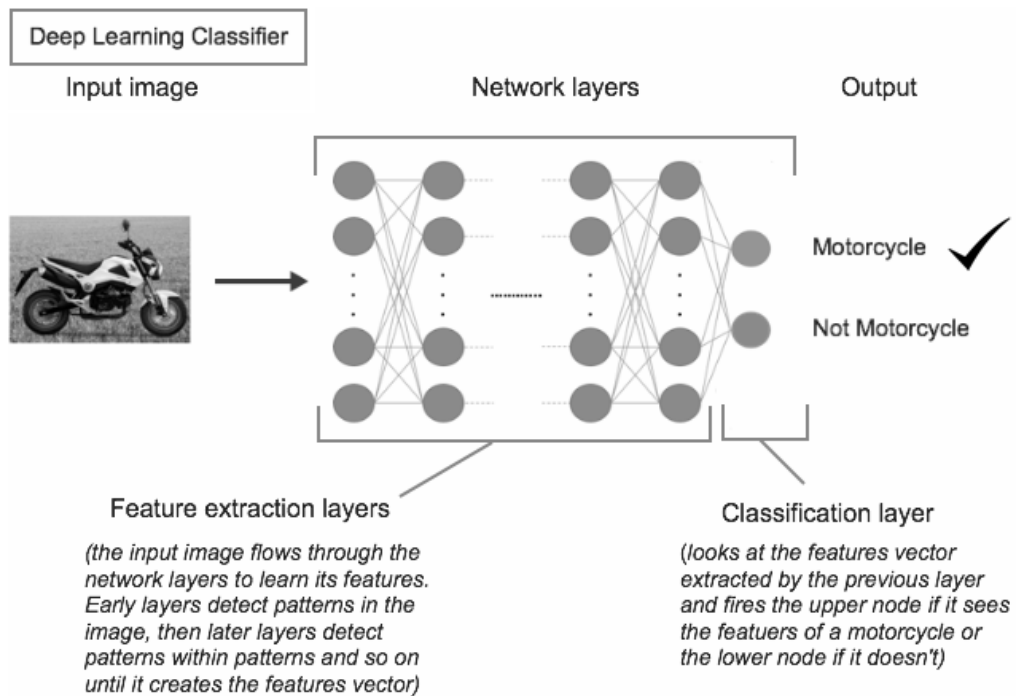 Deep Learning Classifier
Input image
Network layers
Output
Motorcycle
Not Motorcycle
Feature extraction layers
(the input image flows through the
network layers to learn its features.
Early layers detect patterns in the
image, then later layers detect
patterns within patterns and so on
until it creates the features vector)
Classification layer
(looks at the features vector
extracted by the previous layer
and fires the upper node if it sees
the featuers of a motorcycle or
the lower node if it doesn't)